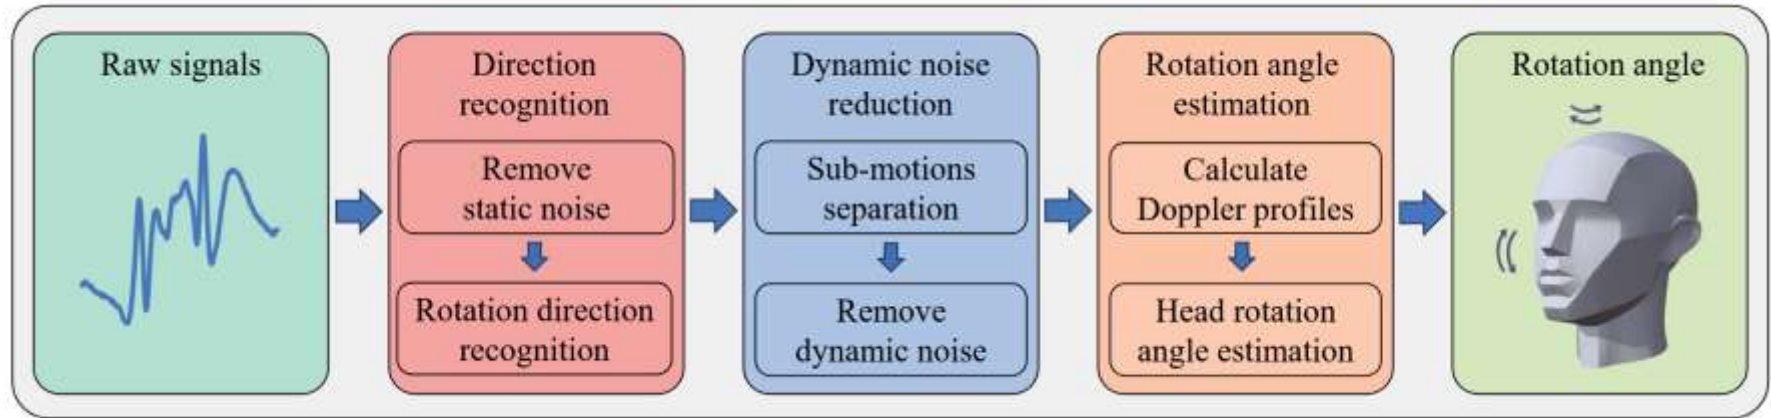 Raw signals
Direction
recognition
Remove
static noise
Rotation direction
recognition
Dynamic noise
reduction
Sub-motions
separation
Remove
dynamic noise
Rotation angle
estimation
Calculate
Doppler profiles
Head rotation
angle estimation
Rotation angle